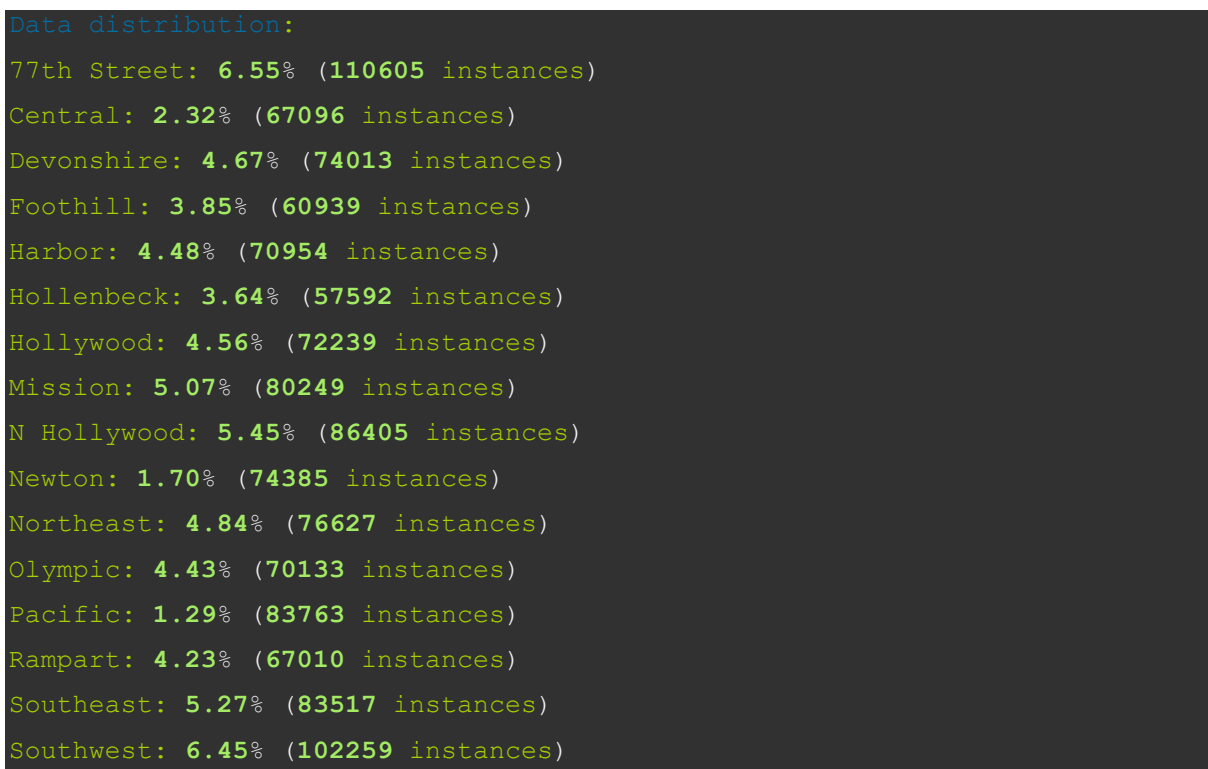 Data distribution:
77th Street: 6.55% (110605 instances)
Central: 2.32% (67096 instances)
Devonshire: 4.67% (74013 instances)
Foothill: 3.85% (60939 instances)
Harbor: 4.48% (70954 instances)
Hollenbeck: 3.64% (57592 instances)
Hollywood: 4.56% (72239 instances)
Mission: 5.07% (80249 instances)
N Hollywood: 5.45% (86405 instances)
Newton: 1.70% (74385 instances)
Northeast: 4.84% (76627 instances)
Olympic: 4.43% (70133 instances)
Pacific: 1.29% (83763 instances)
Rampart: 4.23% (67010 instances)
Southeast: 5.27% (83517 instances)
Southwest: 6.45% (102259 instances)